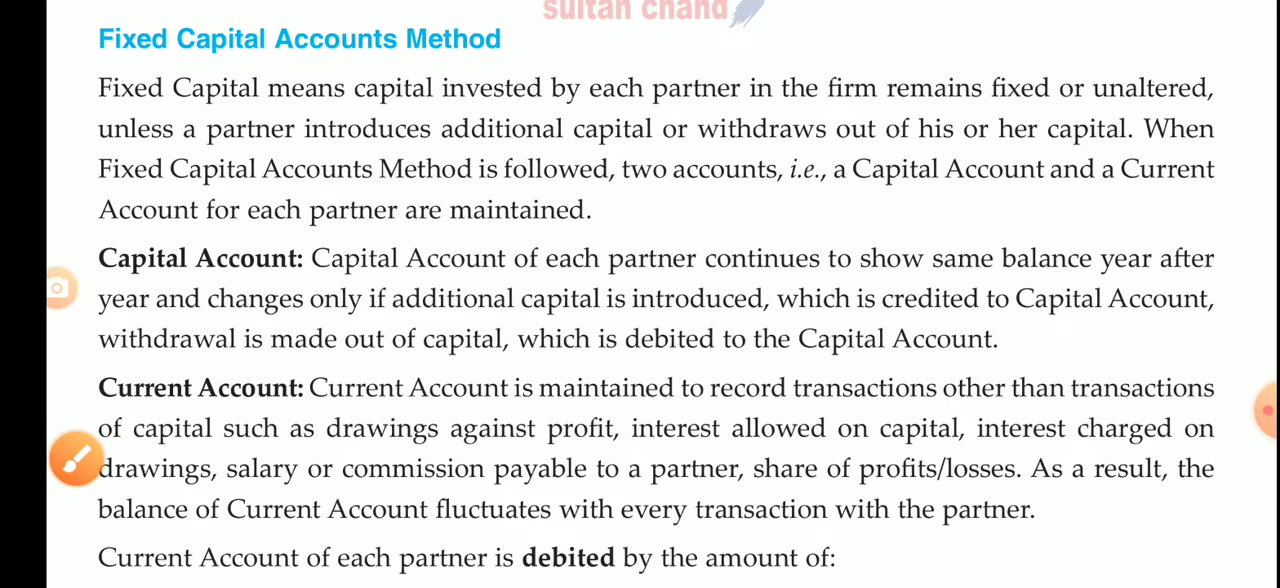 sultan chand
Fixed Capital Accounts Method
Fixed Capital means capital invested by each partner in the firm remains fixed or unaltered,
unless a partner introduces additional capital or withdraws out of his or her capital. When
Fixed Capital Accounts Method is followed, two accounts, i.e., a Capital Account and a Current
Account for each partner are maintained.
Capital Account: Capital Account of each partner continues to show same balance year after
year and changes only if additional capital is introduced, which is credited to Capital Account,
withdrawal is made out of capital, which is debited to the Capital Account.
Current Account: Current Account is maintained to record transactions other than transactions
of capital such as drawings against profit, interest allowed on capital, interest charged on
drawings, salary or commission payable to a partner, share of profits/losses. As a result, the
balance of Current Account fluctuates with every transaction with the partner.
Current Account of each partner is debited by the amount of: